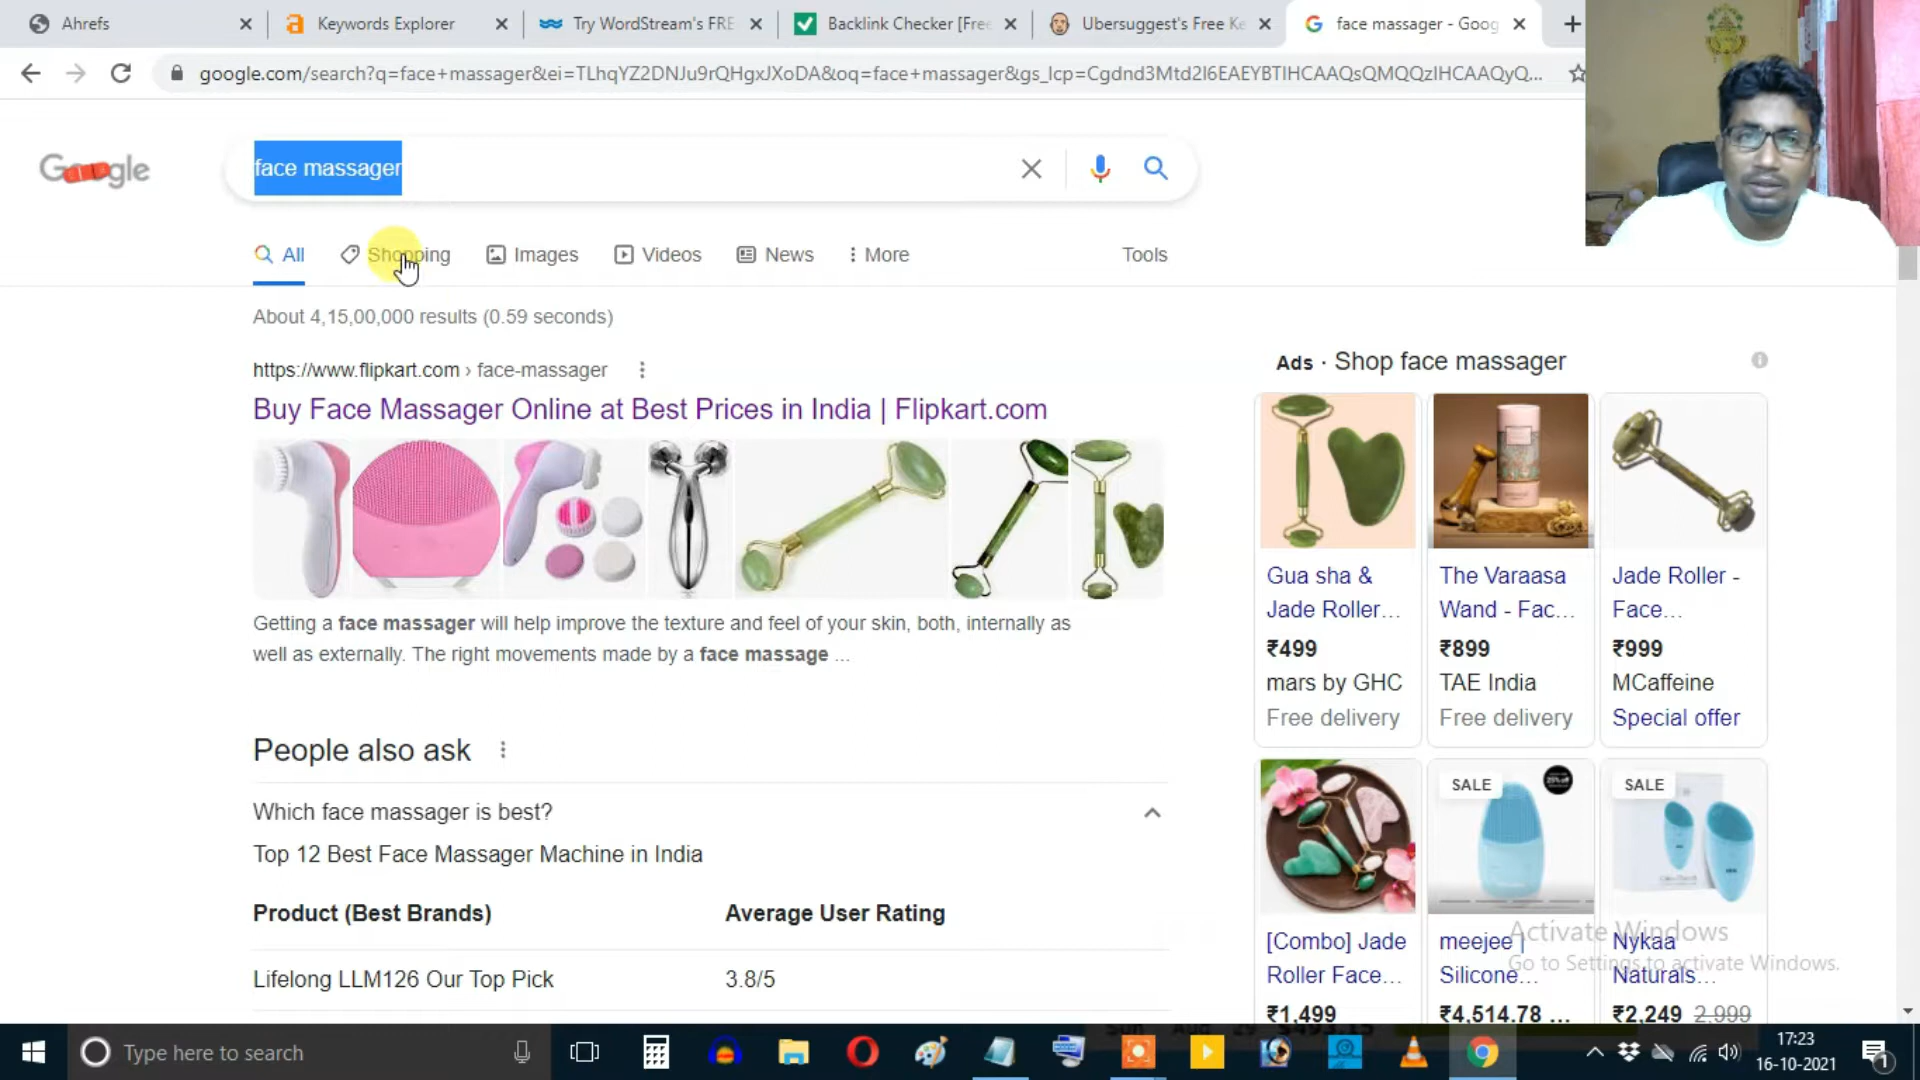 Ahrefs
Keywords Explorer
Try WordStream's FRE
Backlink Checker [Free
Ubersuggest's Free Ke
face massager - Goog
google.com/search?q=face+massager&ei=TLhqYZ2DNJu9rQHgxJXoDA&oq=face+massager&gs_lcp=Cgdnd3Mtd2l6EAEYBTIHCAAQsQMQQzIHCAAQyQ...
Google
face massager
All
Shopping
Images
Videos
News
More
Tools
About 4,15,00,000 results (0.59 seconds)
https://www.flipkart.com › face-massager
Buy Face Massager Online at Best Prices in India | Flipkart.com
Getting a face massager will help improve the texture and feel of your skin, both, internally as
well as externally. The right movements made by a face massage ...
People also ask
Which face massager is best?
Top 12 Best Face Massager Machine in India
Product (Best Brands) Average User Rating
Lifelong LLM126 Our Top Pick 3.8/5
Ads · Shop face massager
Gua sha &
Jade Roller...
₹499
mars by GHC
Free delivery
The Varaasa
Wand - Fac...
₹899
TAE India
Free delivery
Jade Roller -
Face...
₹999
MCaffeine
Special offer
[Combo] Jade
Roller Face...
₹1,499
SALE
meejee |
Silicone...
₹4,514.78 ...
SALE
Nykaa
Naturals...
₹2,249 2,999
Activate Windows
Go to Settings to activate Windows.
Type here to search
17:23
16-10-2021
1